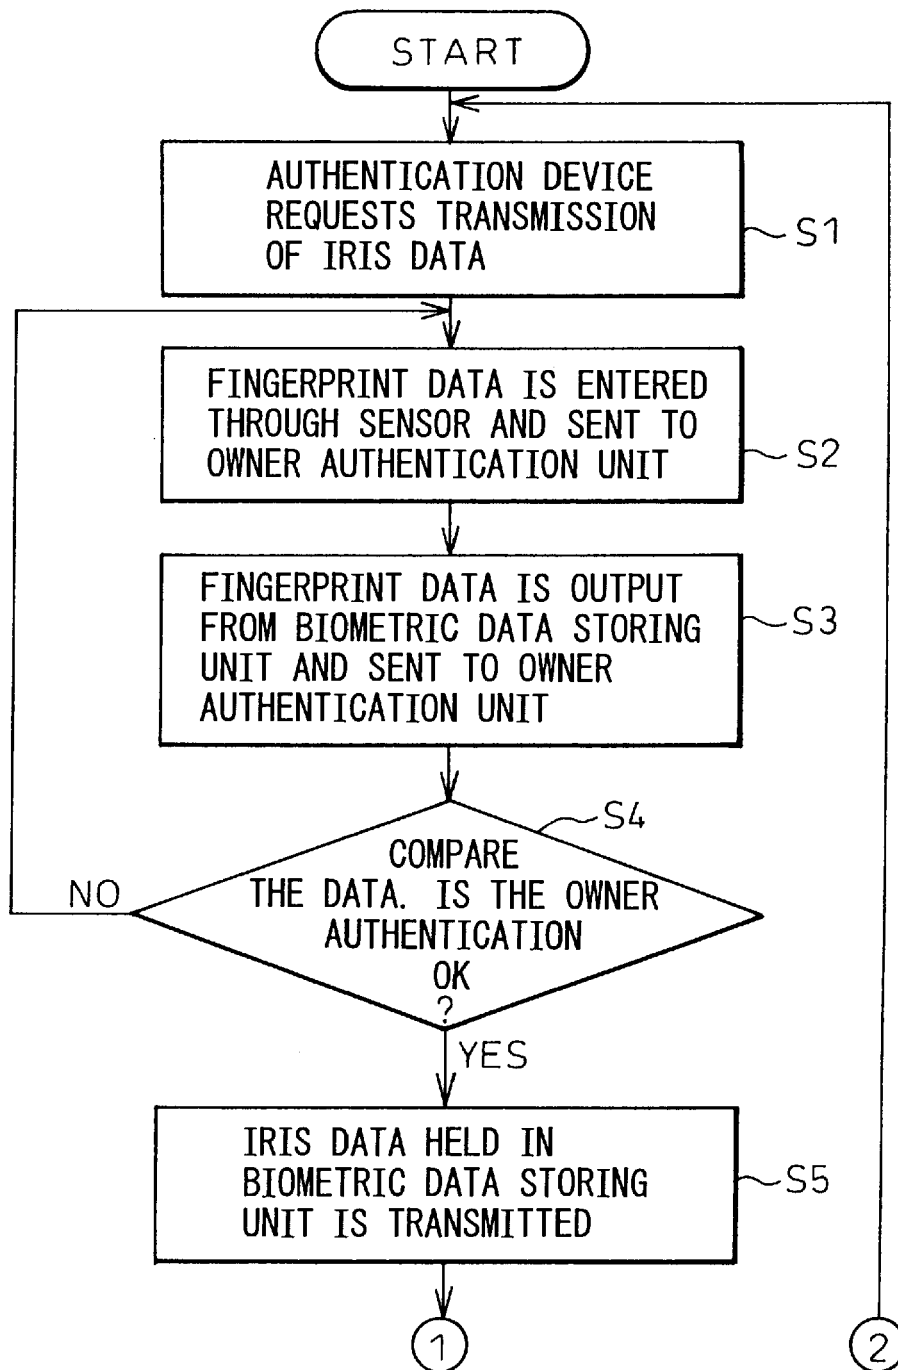 START
AUTHENTICATION DEVICE
REQUESTS TRANSMISSION
OF IRIS DATA
S1
FINGERPRINT DATA IS ENTERED
THROUGH SENSOR AND SENT TO
OWNER AUTHENTICATION UNIT
S2
FINGERPRINT DATA IS OUTPUT
FROM BIOMETRIC DATA STORING
UNIT AND SENT TO OWNER
AUTHENTICATION UNIT
S3
S4
COMPARE
THE DATA. IS THE OWNER
AUTHENTICATION
OK
?
NO
YES
IRIS DATA HELD IN
BIOMETRIC DATA STORING
UNIT IS TRANSMITTED
S5
1
2